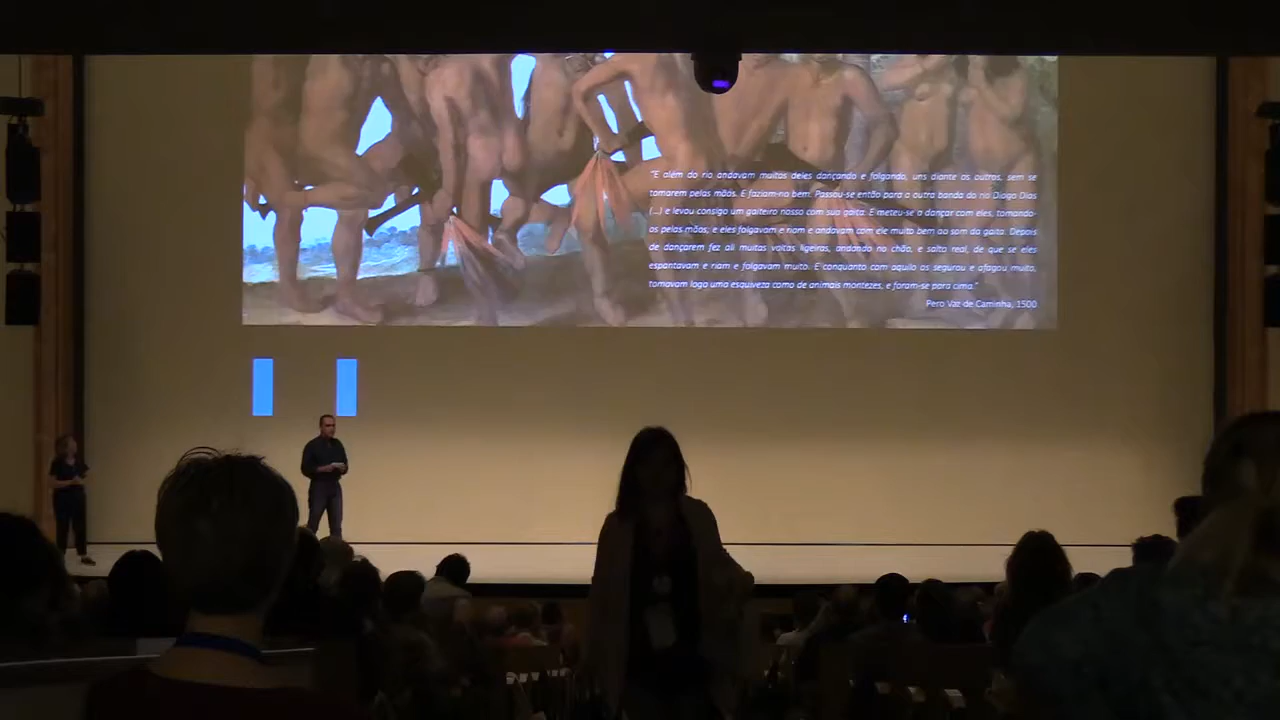 "E além do rio andavam muitos deles dançando e folgando, uns diante os outros, sem se
tomarem pelas mãos. E faziam-no bem. Passou-se então para a outra banda do rio Diogo Dias
(...) e levou consigo um gaiteiro nosso com sua gaita. E meteu-se a dançar com eles, tomando-
os pelas mãos; e eles folgavam e riam e andavam com ele muito bem ao som da gaita. Depois
de dançarem fez ali muitas voltas ligeiras, andando no chão, e salto real, de que se eles
espantavam e riam e folgavam muito. E conquanto com aquilo os segurou e afagou muito,
tomavam logo uma esquiveza como de animais monteses, e foram-se para cima."
Pero Vaz de Caminha, 1500